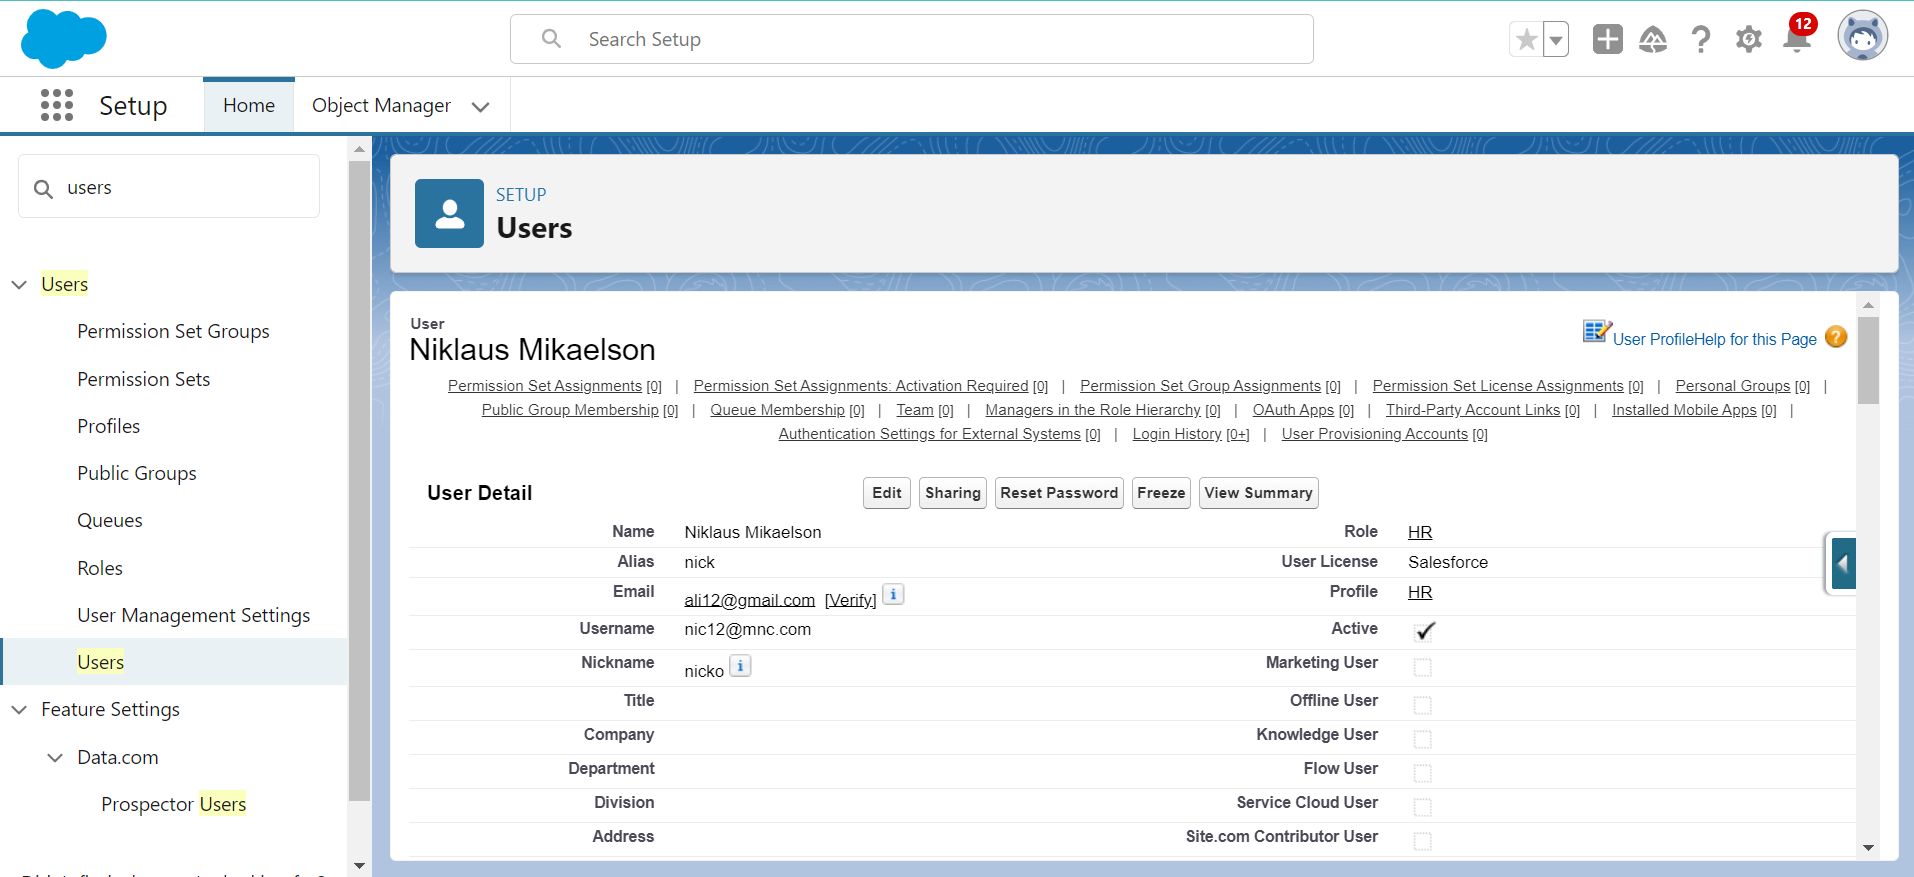 Search Setup
12
Setup
Home
Object Manager
users
Users
Permission Set Groups
Permission Sets
Profiles
Public Groups
Queues
Roles
User Management Settings
Users
Feature Settings
Data.com
Prospector Users
SETUP
Users
User
Niklaus Mikaelson
User ProfileHelp for this Page ?
Permission Set Assignments [0] | Permission Set Assignments: Activation Required [0] | Permission Set Group Assignments [0] | Permission Set License Assignments [0] | Personal Groups [0] |
Public Group Membership [0] | Queue Membership [0] | Team [0] | Managers in the Role Hierarchy [0] | OAuth Apps [0] | Third-Party Account Links [0] | Installed Mobile Apps [0] |
Authentication Settings for External Systems [0] | Login History [0+] | User Provisioning Accounts [0]
User Detail
Edit Sharing Reset Password Freeze View Summary
Name Niklaus Mikaelson Role HR
Alias nick User License Salesforce
Email ali12@gmail.com [Verify] i Profile HR
Username nic12@mnc.com Active
Nickname nicko i Marketing User
Title Offline User
Company Knowledge User
Department Flow User
Division Service Cloud User
Address Site.com Contributor User